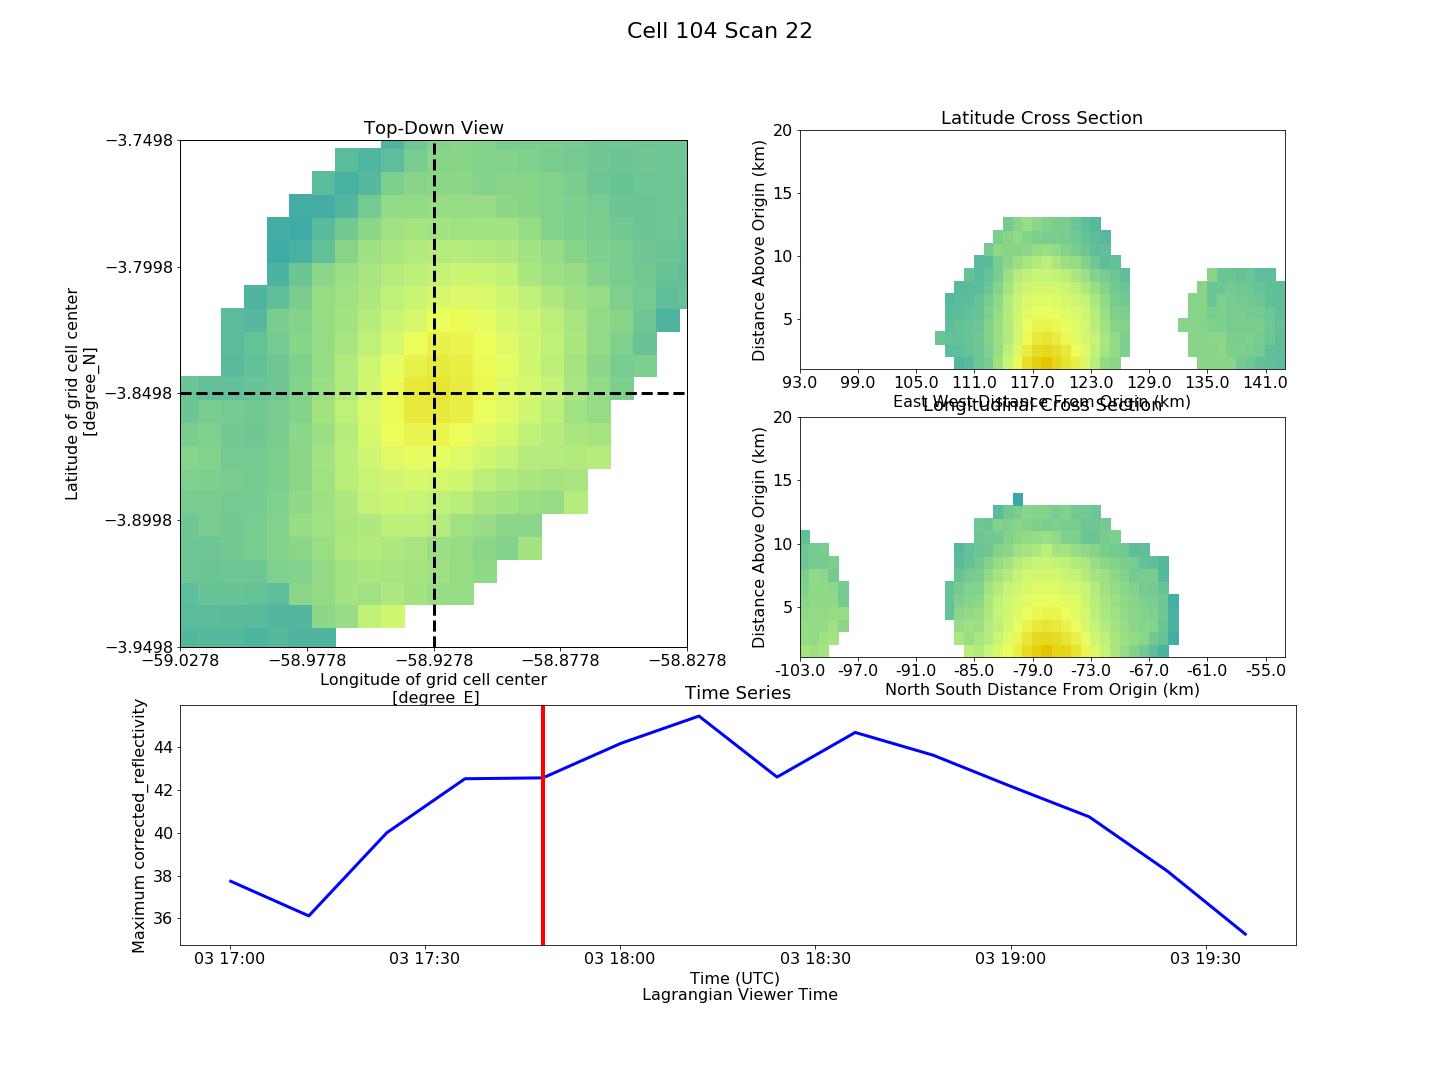 Cell 104 Scan 22
Top-Down View
−3.7498
−3.7998
−3.8498
−3.8998
−3.9498
Latitude of grid cell center
[degree_N]
−59.0278 −58.9778 −58.9278 −58.8778 −58.8278
Longitude of grid cell center
[degree_E]
Latitude Cross Section
20
15
10
5
Distance Above Origin (km)
93.0 99.0 105.0 111.0 117.0 123.0 129.0 135.0 141.0
East West Distance From Origin (km)
Longitudinal Cross Section
20
15
10
5
Distance Above Origin (km)
-103.0 -97.0 -91.0 -85.0 -79.0 -73.0 -67.0 -61.0 -55.0
North South Distance From Origin (km)
Time Series
44
42
40
38
36
Maximum corrected_reflectivity
03 17:00 03 17:30 03 18:00 03 18:30 03 19:00 03 19:30
Time (UTC)
Lagrangian Viewer Time